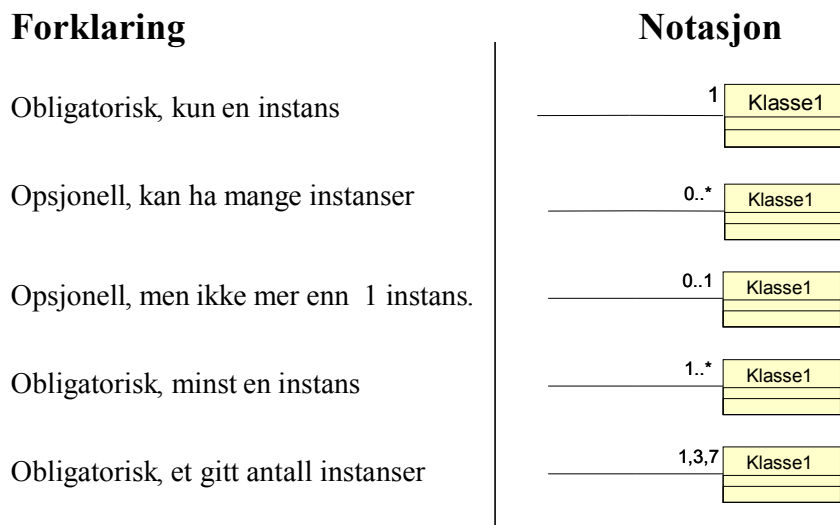 Forklaring Notasjon
Obligatorisk, kun en instans 1 Klasse1
Opsjonell, kan ha mange instanser 0..* Klasse1
Opsjonell, men ikke mer enn 1 instans. 0..1 Klasse1
Obligatorisk, minst en instans 1..* Klasse1
Obligatorisk, et gitt antall instanser 1,3,7 Klasse1